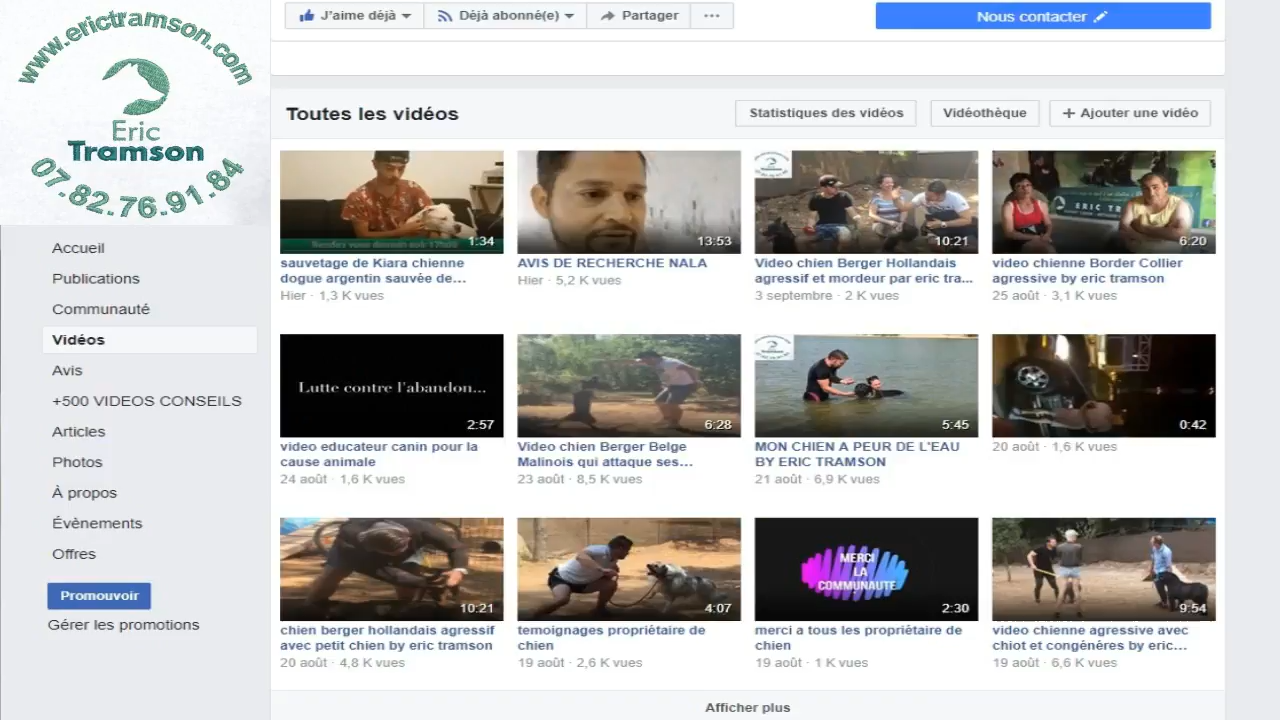 J'aime déjà
Déjà abonné(e)
Partager
Nous contacter
www.erictramson.com
Eric
Tramson
07.82.76.91.84
Toutes les vidéos
Statistiques des vidéos
Vidéothèque
+ Ajouter une vidéo
1:34
13:53
10:21
ERIC TR
6:20
sauvetage de Kiara chienne
dogue argentin sauvée de...
Hier · 1,3 K vues
AVIS DE RECHERCHE NALA
Hier · 5,2 K vues
Video chien Berger Hollandais
agressif et mordeur par eric tra...
3 septembre · 2 K vues
video chienne Border Collier
agressive by eric tramson
25 août · 3,1 K vues
Accueil
Publications
Communauté
Vidéos
Avis
+500 VIDEOS CONSEILS
Articles
Photos
À propos
Évènements
Offres
Promouvoir
Gérer les promotions
Lutte contre l'abandon...
2:57
6:28
Tramson
5:45
0:42
video educateur canin pour la
cause animale
24 août · 1,6 K vues
Video chien Berger Belge
Malinois qui attaque ses...
23 août · 8,5 K vues
MON CHIEN A PEUR DE L'EAU
BY ERIC TRAMSON
21 août · 6,9 K vues
20 août · 1,6 K vues
10:21
4:07
MERCI
LA
COMMUNAUTE
2:30
9:54
chien berger hollandais agressif
avec petit chien by eric tramson
20 août · 4,8 K vues
temoignages propriétaire de
chien
19 août · 2,6 K vues
merci a tous les propriétaire de
chien
19 août · 1 K vues
video chienne agressive avec
chiot et congénères by eric...
19 août · 6,6 K vues
Afficher plus